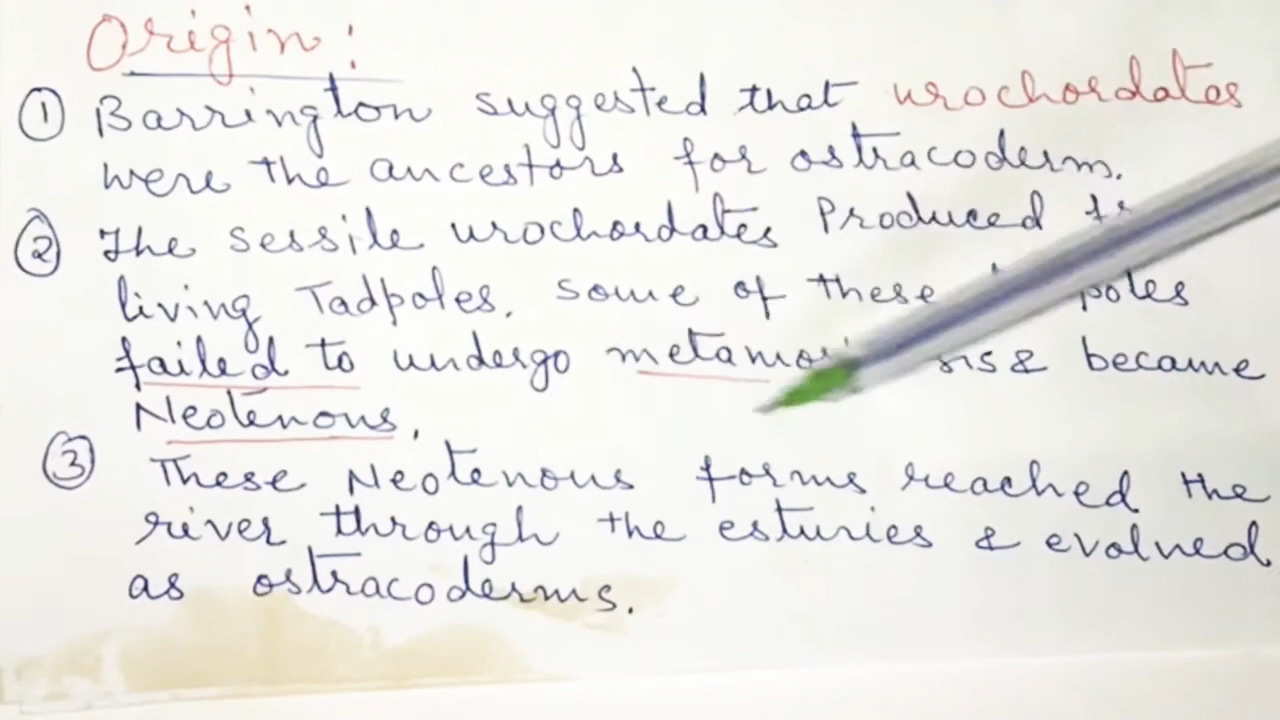 Origin:
① Barrington suggested that urochordates
were the ancestors for ostracoderm.
② The sessile urochordates Produced
living Tadpoles. some of these
failed to undergo & became
Neotenous.
③ These Neotenous forms reached the
river through the esturies & evolved
as ostracoderms.